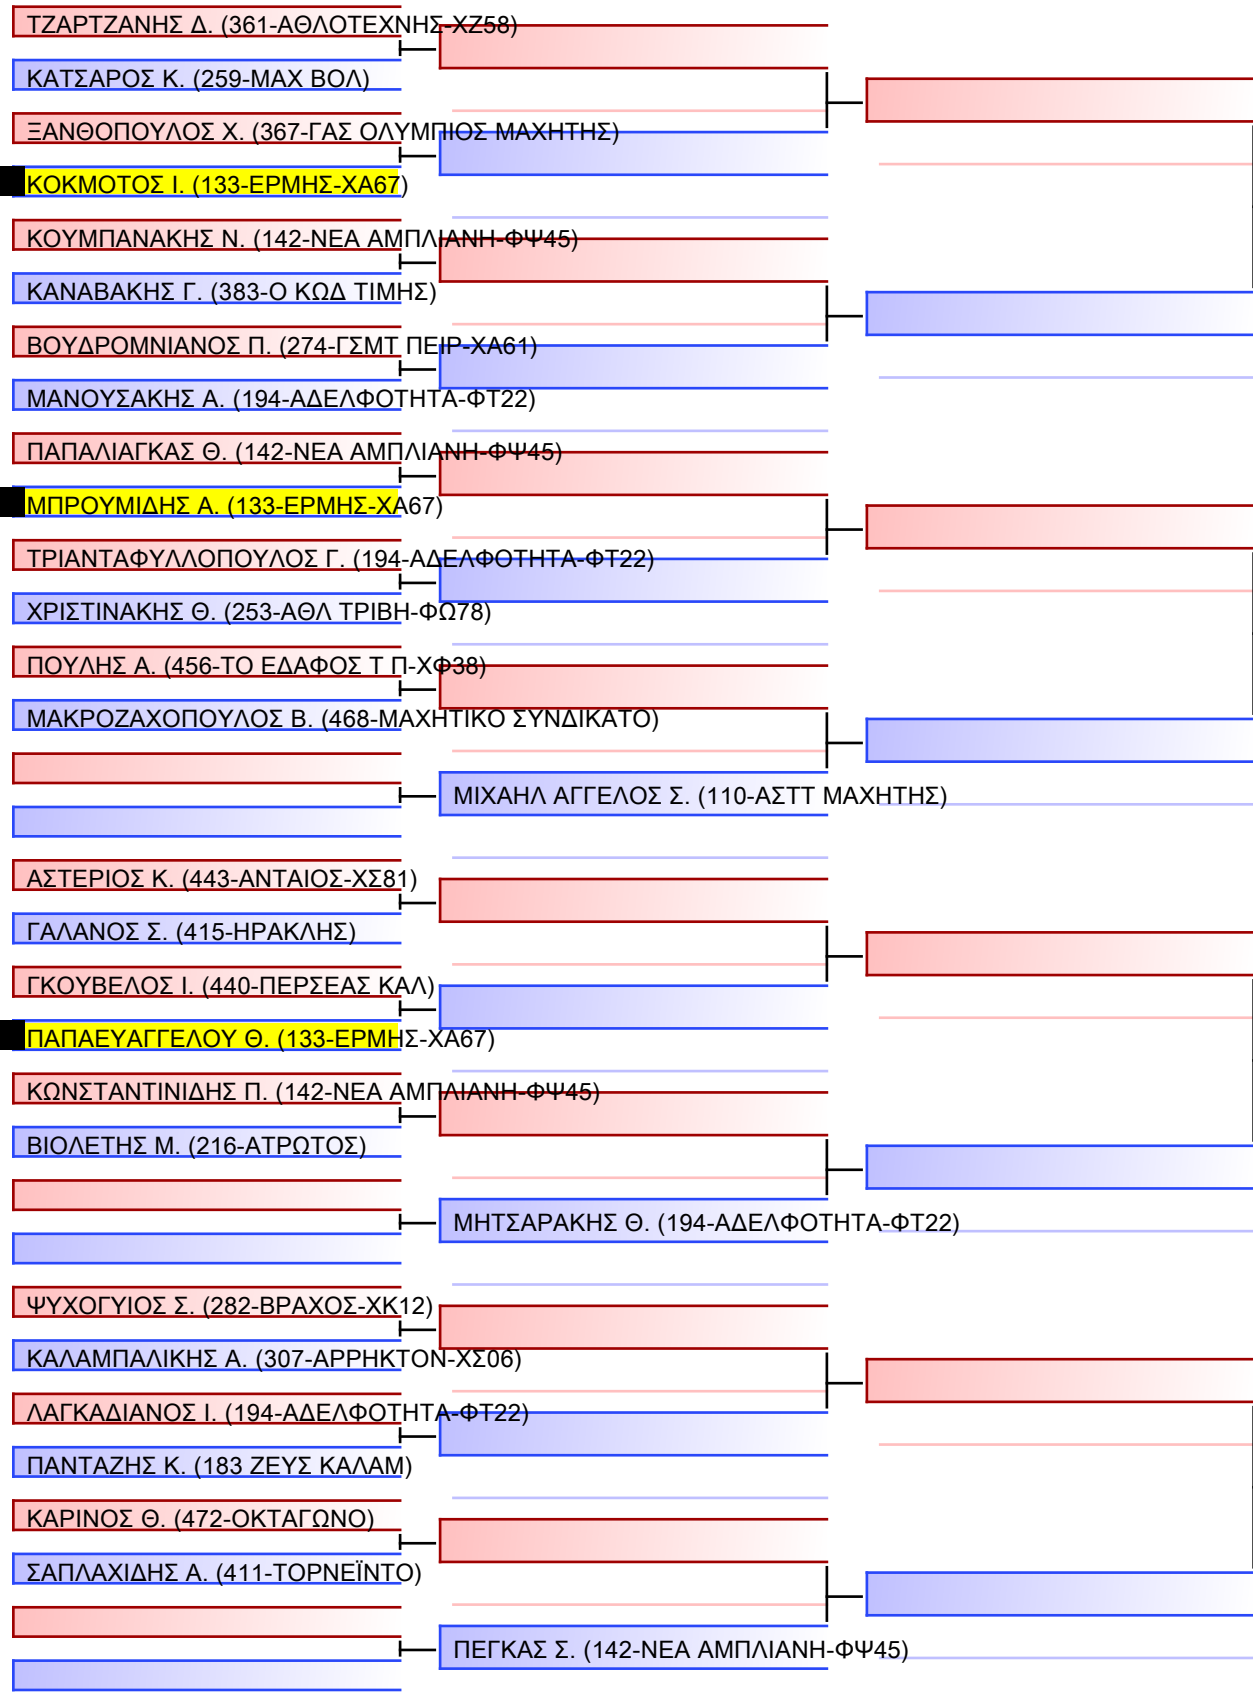 ΤΖΑΡΤΖΑΝΗΣ Δ. (361-ΑΘΛΟΤΕΧΝΗΣ-ΧΖ58)
ΚΑΤΣΑΡΟΣ Κ. (259-ΜΑΧ ΒΟΛ)
ΞΑΝΘΟΠΟΥΛΟΣ Χ. (367-ΓΑΣ ΟΛΥΜΠΙΟΣ ΜΑΧΗΤΗΣ)
ΚΟΚΜΟΤΟΣ Ι. (133-ΕΡΜΗΣ-ΧΑ67)
ΚΟΥΜΠΑΝΑΚΗΣ Ν. (142-ΝΕΑ ΑΜΠΛΙΑΝΗ-ΦΨ45)
ΚΑΝΑΒΑΚΗΣ Γ. (383-Ο ΚΩΔ ΤΙΜΗΣ)
ΒΟΥΔΡΟΜΝΙΑΝΟΣ Π. (274-ΓΣΜΤ ΠΕΙΡ-ΧΑ61)
ΜΑΝΟΥΣΑΚΗΣ Α. (194-ΑΔΕΛΦΟΤΗΤΑ-ΦΤ22)
ΠΑΠΑΛΙΑΓΚΑΣ Θ. (142-ΝΕΑ ΑΜΠΛΙΑΝΗ-ΦΨ45)
ΜΠΡΟΥΜΙΔΗΣ Α. (133-ΕΡΜΗΣ-ΧΑ67)
ΤΡΙΑΝΤΑΦΥΛΛΟΠΟΥΛΟΣ Γ. (194-ΑΔΕΛΦΟΤΗΤΑ-ΦΤ22)
ΧΡΙΣΤΙΝΑΚΗΣ Θ. (253-ΑΘΛ ΤΡΙΒΗ-ΦΩ78)
ΠΟΥΛΗΣ Α. (456-ΤΟ ΕΔΑΦΟΣ Τ Π-ΧΦ38)
ΜΑΚΡΟΖΑΧΟΠΟΥΛΟΣ Β. (468-ΜΑΧΗΤΙΚΟ ΣΥΝΔΙΚΑΤΟ)
ΜΙΧΑΗΛ ΑΓΓΕΛΟΣ Σ. (110-ΑΣΤΤ ΜΑΧΗΤΗΣ)
ΑΣΤΕΡΙΟΣ Κ. (443-ΑΝΤΑΙΟΣ-ΧΣ81)
ΓΑΛΑΝΟΣ Σ. (415-ΗΡΑΚΛΗΣ)
ΓΚΟΥΒΕΛΟΣ Ι. (440-ΠΕΡΣΕΑΣ ΚΑΛ)
ΠΑΠΑΕΥΑΓΓΕΛΟΥ Θ. (133-ΕΡΜΗΣ-ΧΑ67)
ΚΩΝΣΤΑΝΤΙΝΙΔΗΣ Π. (142-ΝΕΑ ΑΜΠΛΙΑΝΗ-ΦΨ45)
ΒΙΟΛΕΤΗΣ Μ. (216-ΑΤΡΩΤΟΣ)
ΜΗΤΣΑΡΑΚΗΣ Θ. (194-ΑΔΕΛΦΟΤΗΤΑ-ΦΤ22)
ΨΥΧΟΓΥΙΟΣ Σ. (282-ΒΡΑΧΟΣ-ΧΚ12)
ΚΑΛΑΜΠΑΛΙΚΗΣ Α. (307-ΑΡΡΗΚΤΟΝ-ΧΣ06)
ΛΑΓΚΑΔΙΑΝΟΣ Ι. (194-ΑΔΕΛΦΟΤΗΤΑ-ΦΤ22)
ΠΑΝΤΑΖΗΣ Κ. (183 ΖΕΥΣ ΚΑΛΑΜ)
ΚΑΡΙΝΟΣ Θ. (472-ΟΚΤΑΓΩΝΟ)
ΣΑΠΛΑΧΙΔΗΣ Α. (411-ΤΟΡΝΕΪΝΤΟ)
ΠΕΓΚΑΣ Σ. (142-ΝΕΑ ΑΜΠΛΙΑΝΗ-ΦΨ45)